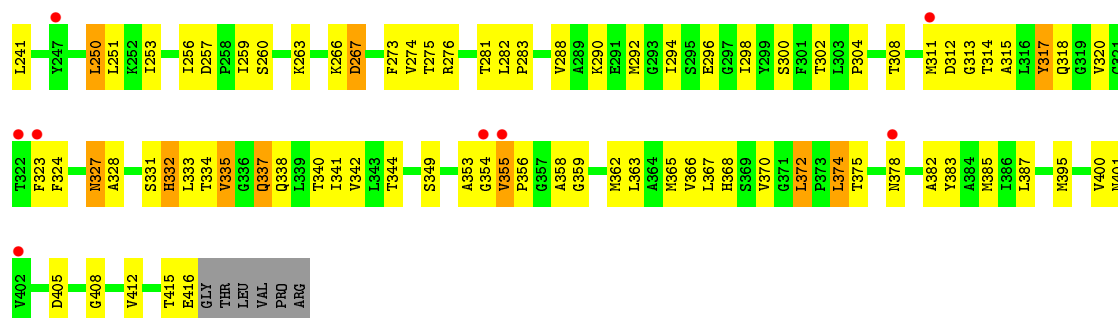 L241 Y247 L250 L251 K252 I253 I256 D257 P258 I259 S260 K263 K266 D267 F273 V274 T275 R276 T281 L282 P283 V288 A289 K290 E291 M292 G293 I294 S295 E296 G297 I298 Y299 S300 F301 T302 L303 P304 T308 M311 D312 G313 T314 A315 L316 Y317 Q318 G319 V320 C321
T322 F323 F324 N327 A328 S331 H332 L333 T334 V335 G336 Q337 Q338 L339 T340 I341 V342 L343 T344 S349 A353 G354 V355 P356 G357 A358 G359 M362 L363 A364 M365 V366 L367 H368 S369 V370 G371 L372 P373 L374 T375 N378 A382 Y383 A384 M385 I386 L387 M395 V400 N401
V402 D405 G408 V412 T415 E416 GLY THR LEU VAL PRO ARG